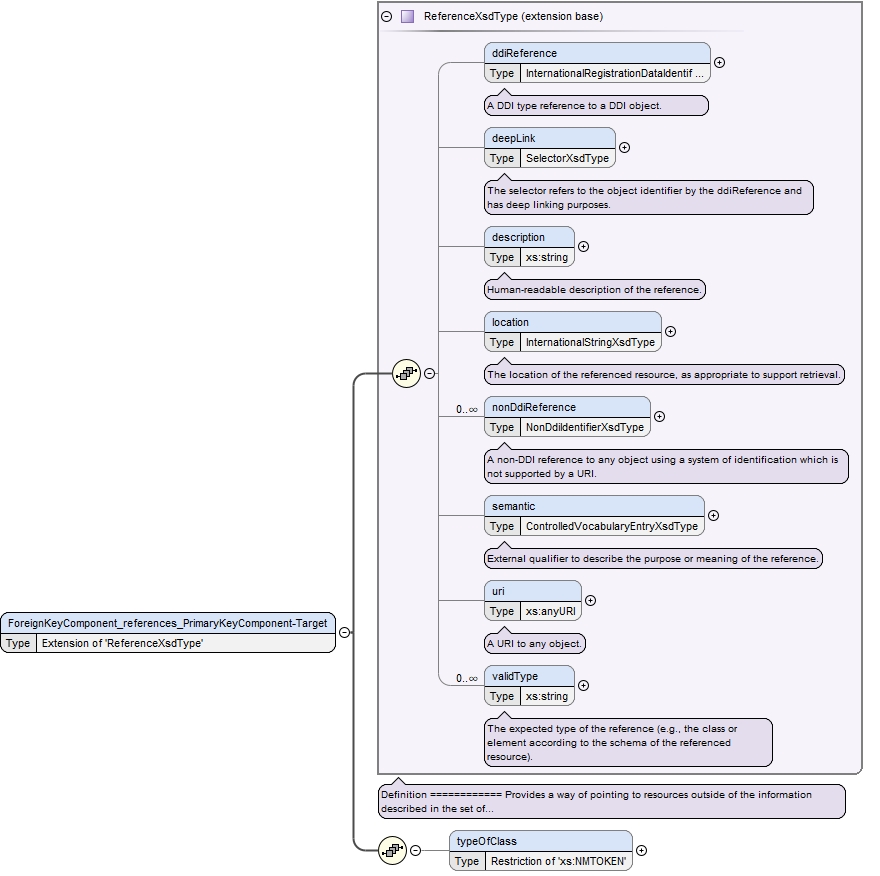 ReferenceXsdType (extension base)
ddiReference
Type InternationalRegistrationDataIdentif ...
A DDI type reference to a DDI object.
deepLink
Type SelectorXsdType
The selector refers to the object identifier by the ddiReference and
has deep linking purposes.
description
Type xs:string
Human-readable description of the reference.
location
Type InternationalStringXsdType
The location of the referenced resource, as appropriate to support retrieval.
0..∞ nonDdiReference
Type NonDdiIdentifierXsdType
A non-DDI reference to any object using a system of identification which is
not supported by a URI.
semantic
Type ControlledVocabularyEntryXsdType
External qualifier to describe the purpose or meaning of the reference.
uri
Type xs:anyURI
A URI to any object.
ForeignKeyComponent_references_PrimaryKeyComponent-Target
Type Extension of 'ReferenceXsdType'
0..∞ validType
Type xs:string
The expected type of the reference (e.g., the class or
element according to the schema of the referenced
resource).
Definition ============ Provides a way of pointing to resources outside of the information
described in the set of...
typeOfClass
Type Restriction of 'xs:NMTOKEN'